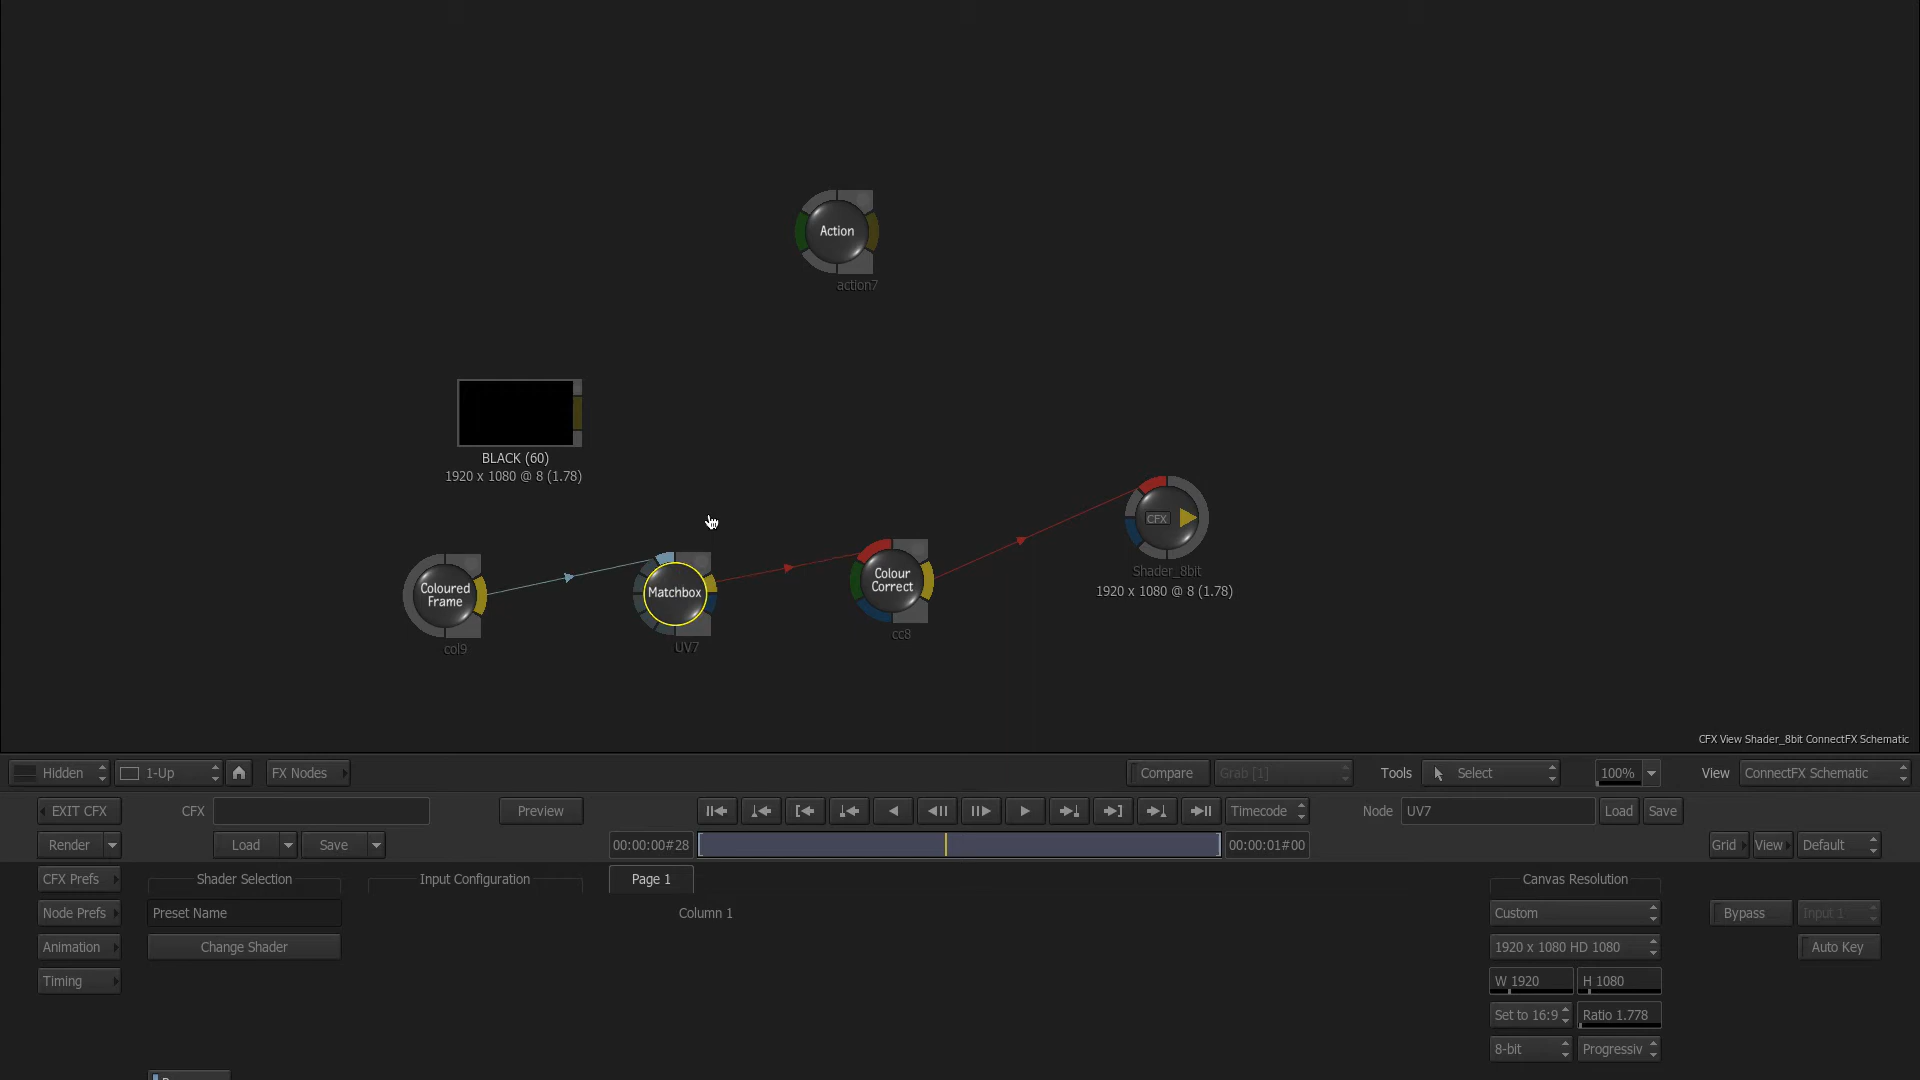 Action
action7
BLACK (60)
1920 x 1080 @ 8 (1.78)
CFX
Shader_8bit
1920 x 1080 @ 8 (1.78)
Coloured
Frame
col9
Matchbox
UV7
Colour
Correct
cc8
CFX View Shader_8bit ConnectFX Schematic
Hidden 1-Up FX Nodes Compare Grab [1] Tools Select 100% View ConnectFX Schematic
EXIT CFX CFX Preview Timecode Node UV7 Load Save
Render Load Save 00:00:00#28 00:00:01#00 Grid View Default
CFX Prefs Shader Selection Input Configuration Page 1 Canvas Resolution
Node Prefs Preset Name Column 1 Custom Bypass Input 1
Animation Change Shader 1920 x 1080 HD 1080 Auto Key
Timing W 1920 H 1080
Set to 16:9 Ratio 1.778
8-bit Progressiv